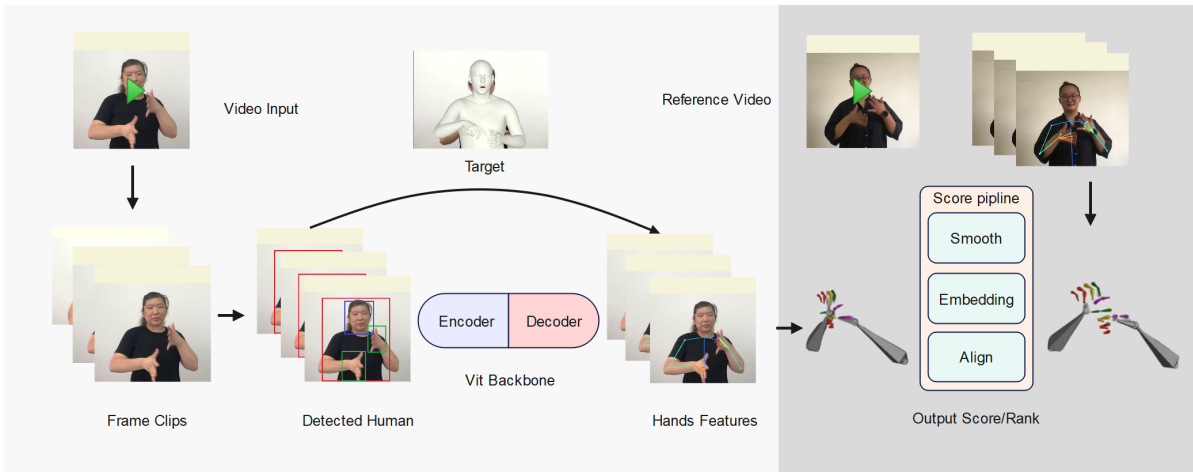 Video Input
Target
Reference Video
Score pipline
Smooth
Embedding
Align
Encoder
Decoder
Vit Backbone
Frame Clips
Detected Human
Hands Features
Output Score/Rank